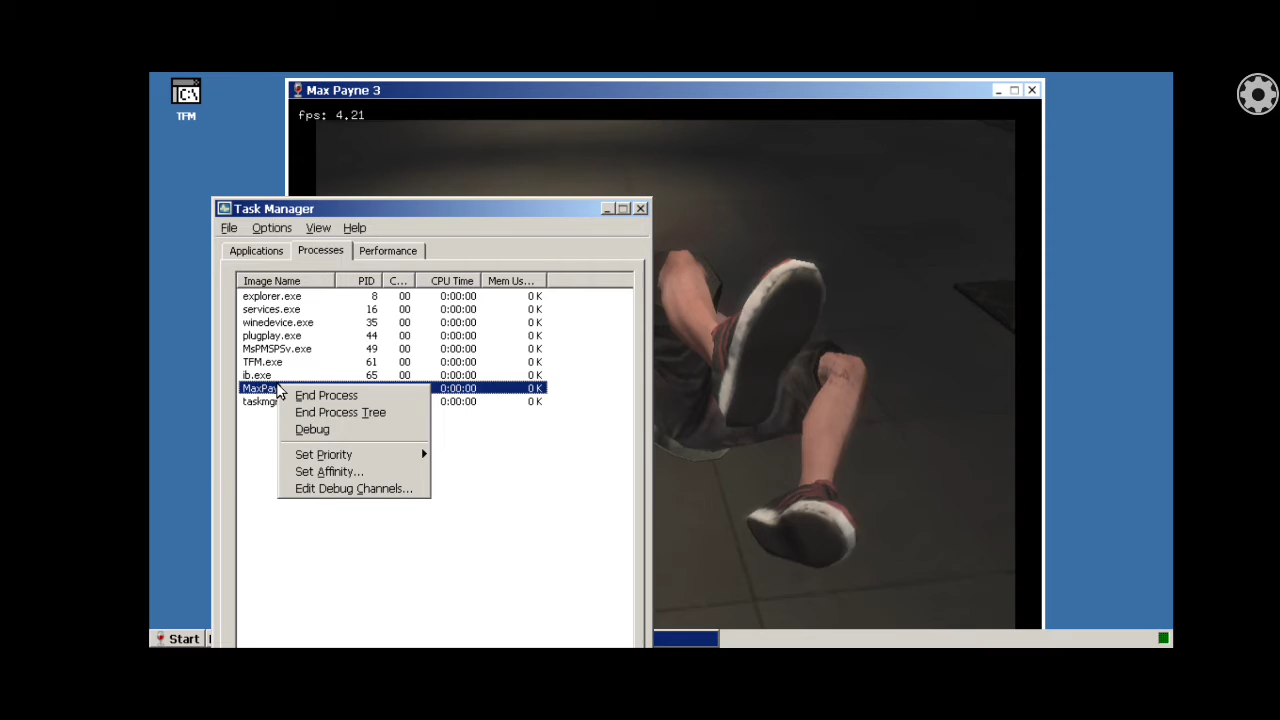 C:\
TFM
Max Payne 3
fps: 4.21
Task Manager
File Options View Help
Applications Processes Performance
Image Name PID C... CPU Time Mem Us...
explorer.exe 8 00 0:00:00 0 K
services.exe 16 00 0:00:00 0 K
winedevice.exe 35 00 0:00:00 0 K
plugplay.exe 44 00 0:00:00 0 K
MsPMSPSv.exe 49 00 0:00:00 0 K
TFM.exe 61 00 0:00:00 0 K
ib.exe 65 00 0:00:00 0 K
MaxPay 0:00:00 0 K
taskmgr 0:00:00 0 K
End Process
End Process Tree
Debug
Set Priority
Set Affinity...
Edit Debug Channels...
Start